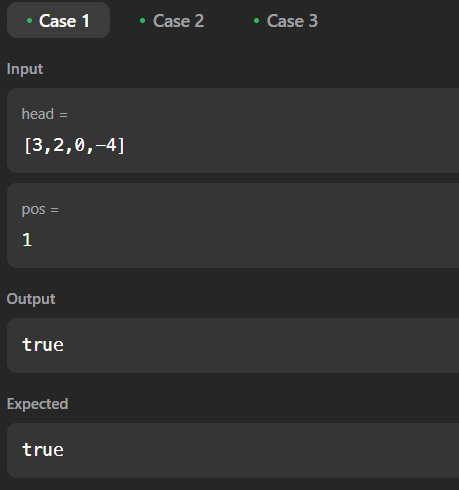 Case 1 Case 2 Case 3
Input
head =
[3,2,0,-4]
pos =
1
Output
true
Expected
true